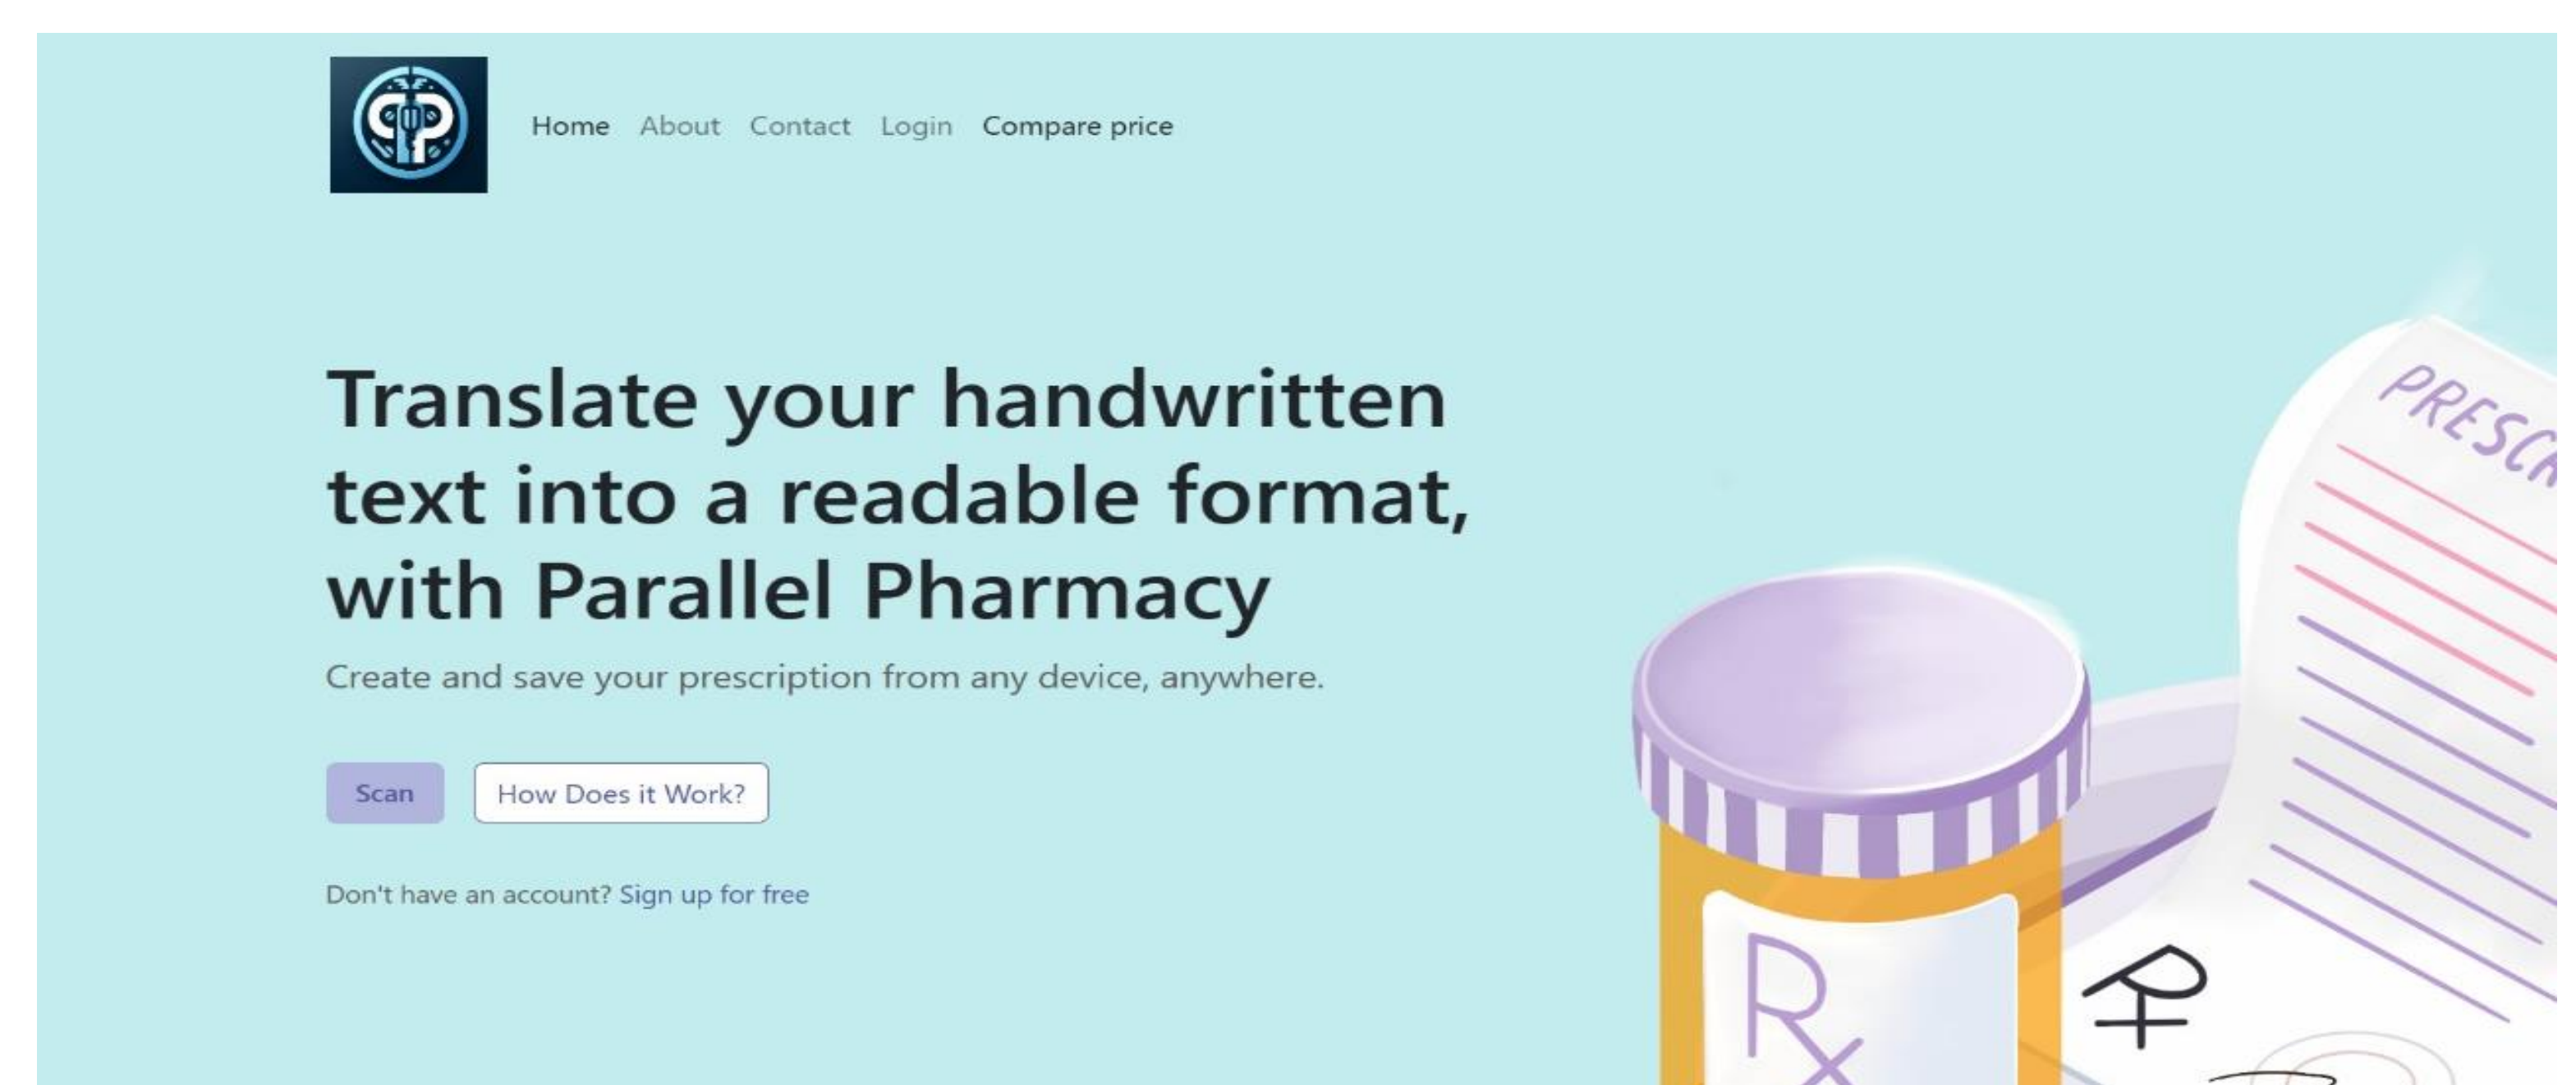 Home About Contact Login Compare price
Translate your handwritten
text into a readable format,
with Parallel Pharmacy
Create and save your prescription from any device, anywhere.
Scan How Does it Work?
Don't have an account? Sign up for free
PRESCR
Rx